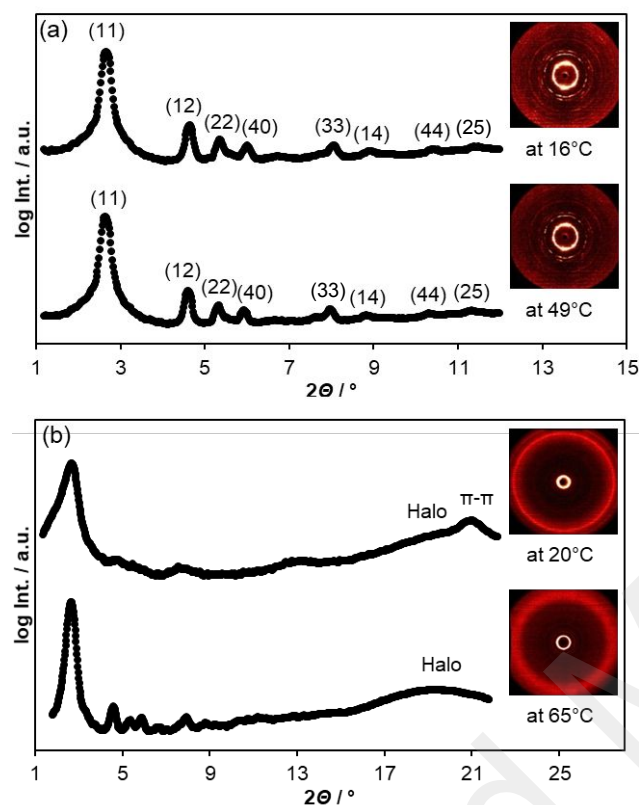 (a)
(11)
(12)
(22)
(40)
(33)
(14)
(44)
(25)
at 16°C
(11)
(12)
(22)
(40)
(33)
(14)
(44)
(25)
at 49°C
log Int. / a.u.
1 3 5 7 9 11 13 15
2Θ / °
(b)
Halo
π-π
at 20°C
Halo
at 65°C
log Int. / a.u.
1 5 9 13 17 21 25
2Θ / °